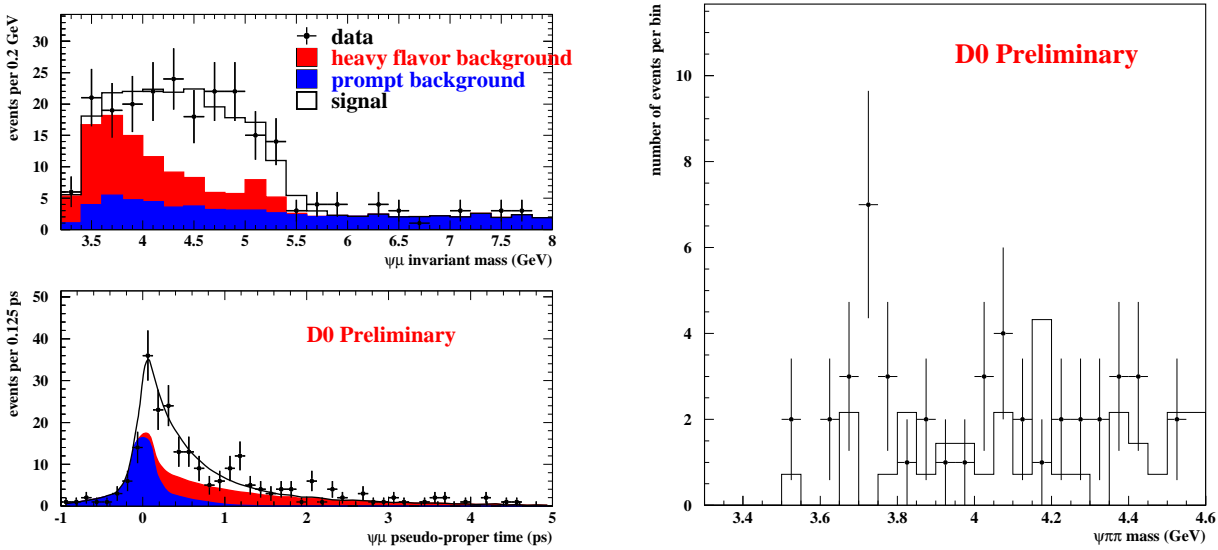 events per 0.2 GeV
30
25
20
15
10
5
0
data
heavy flavor background
prompt background
signal
3.5 4 4.5 5 5.5 6 6.5 7 7.5 8
ψμ invariant mass (GeV)
events per 0.125 ps
50
40
30
20
10
0
D0 Preliminary
-1 0 1 2 3 4 5
ψμ pseudo-proper time (ps)
number of events per bin
10
8
6
4
2
0
D0 Preliminary
3.4 3.6 3.8 4 4.2 4.4 4.6
ψππ mass (GeV)